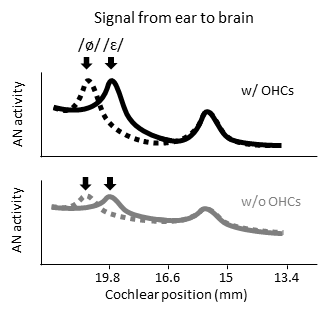 Signal from ear to brain
/ø/ /ε/
w/ OHCs
AN activity
w/o OHCs
AN activity
19.8 16.6 15 13.4
Cochlear position (mm)